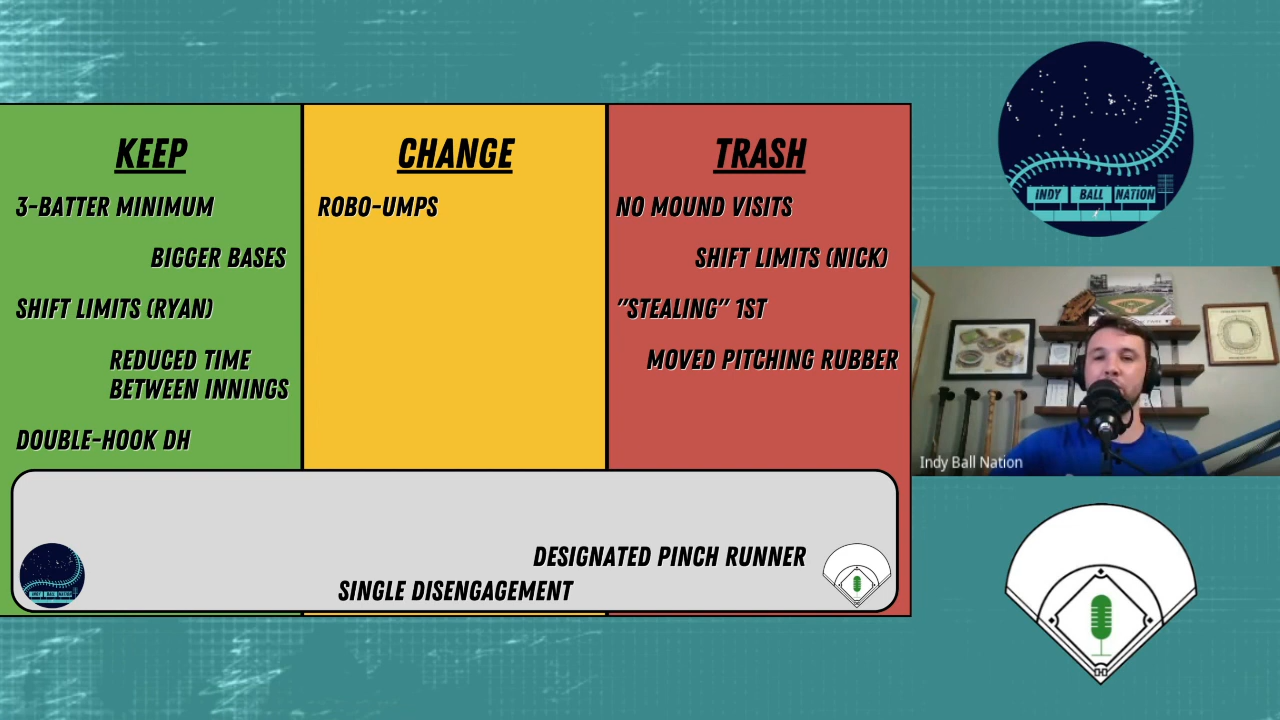 KEEP
3-BATTER MINIMUM
BIGGER BASES
SHIFT LIMITS (RYAN)
REDUCED TIME
BETWEEN INNINGS
DOUBLE-HOOK DH
CHANGE
ROBO-UMPS
TRASH
NO MOUND VISITS
SHIFT LIMITS (NICK)
"STEALING" 1ST
MOVED PITCHING RUBBER
DESIGNATED PINCH RUNNER
SINGLE DISENGAGEMENT
INDY BALL NATION
Indy Ball Nation